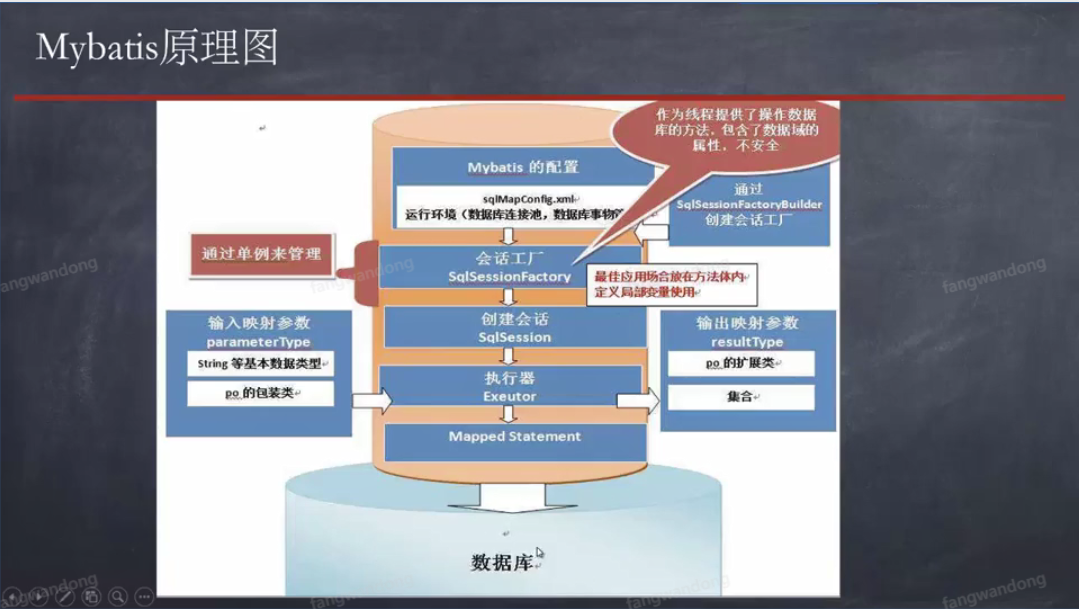 Mybatis原理图
作为线程提供了操作数据
库的方法，包含了数据域的
属性，不安全
Mybatis 的配置
sqlMapConfig.xml
运行环境（数据库连接池，数据库事物
通过
SqlSessionFactoryBuilder
创建会话工厂
通过单例来管理
会话工厂
SqlSessionFactory
最佳应用场合放在方法体内
定义局部变量使用
创建会话
SqlSession
输入映射参数
parameterType
String 等基本数据类型
po 的包装类
输出映射参数
resultType
po 的扩展类
集合
执行器
Exeutor
Mapped Statement
数据库
fangwandong
fangwandong
fangwandong
fangwandong
fangwandong
fangwandong
fangwandong